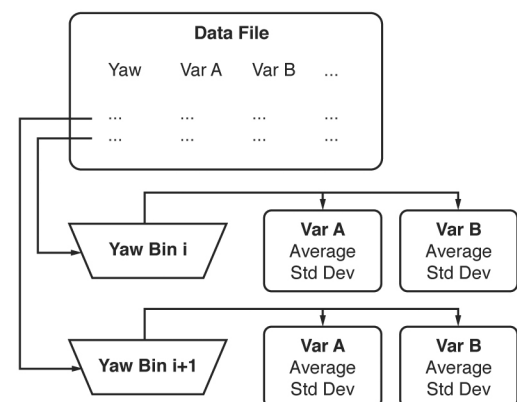 Data File
Yaw Var A Var B ...
... ... ... ...
... ... ... ...
Yaw Bin i
Var A
Average
Std Dev
Var B
Average
Std Dev
Yaw Bin i+1
Var A
Average
Std Dev
Var B
Average
Std Dev